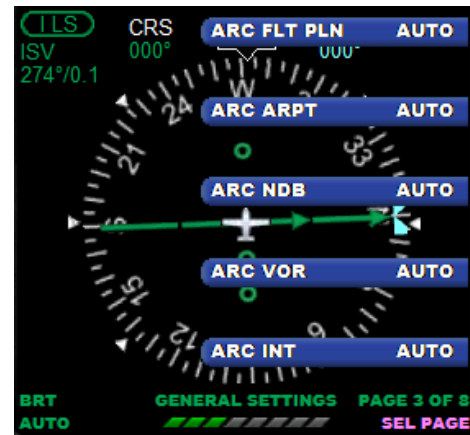 ILS
CRS
ARC FLT PLN AUTO
ISV
000°
000°
274°/0.1
W
24
ARC ARPT AUTO
21
33
ARC NDB AUTO
ARC VOR AUTO
15
12
6
ARC INT AUTO
BRT GENERAL SETTINGS PAGE 3 OF 8
AUTO SEL PAGE